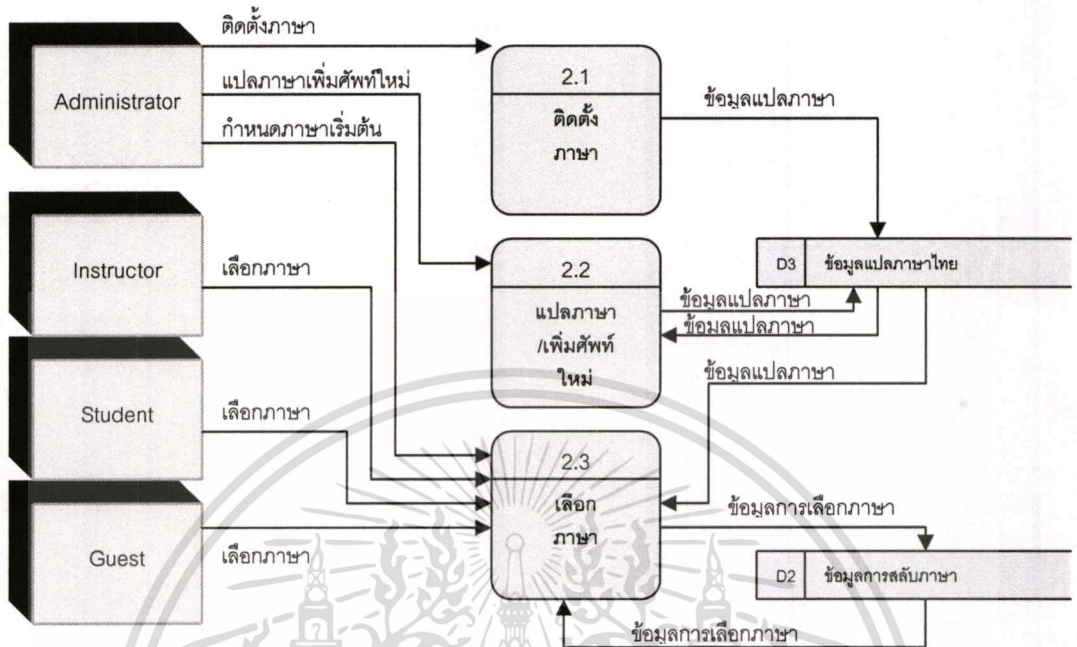 ติดตั้งภาษา
Administrator
แปลภาษาเพิ่มศัพท์ใหม่
กำหนดภาษาเริ่มต้น
2.1
ติดตั้ง
ภาษา
ข้อมูลแปลภาษา
Instructor
เลือกภาษา
2.2
แปลภาษา
/เพิ่มศัพท์
ใหม่
D3 ข้อมูลแปลภาษาไทย
ข้อมูลแปลภาษา
ข้อมูลแปลภาษา
ข้อมูลแปลภาษา
Student
เลือกภาษา
2.3
เลือก
ภาษา
ข้อมูลการเลือกภาษา
Guest
เลือกภาษา
D2 ข้อมูลการสลับภาษา
ข้อมูลการเลือกภาษา